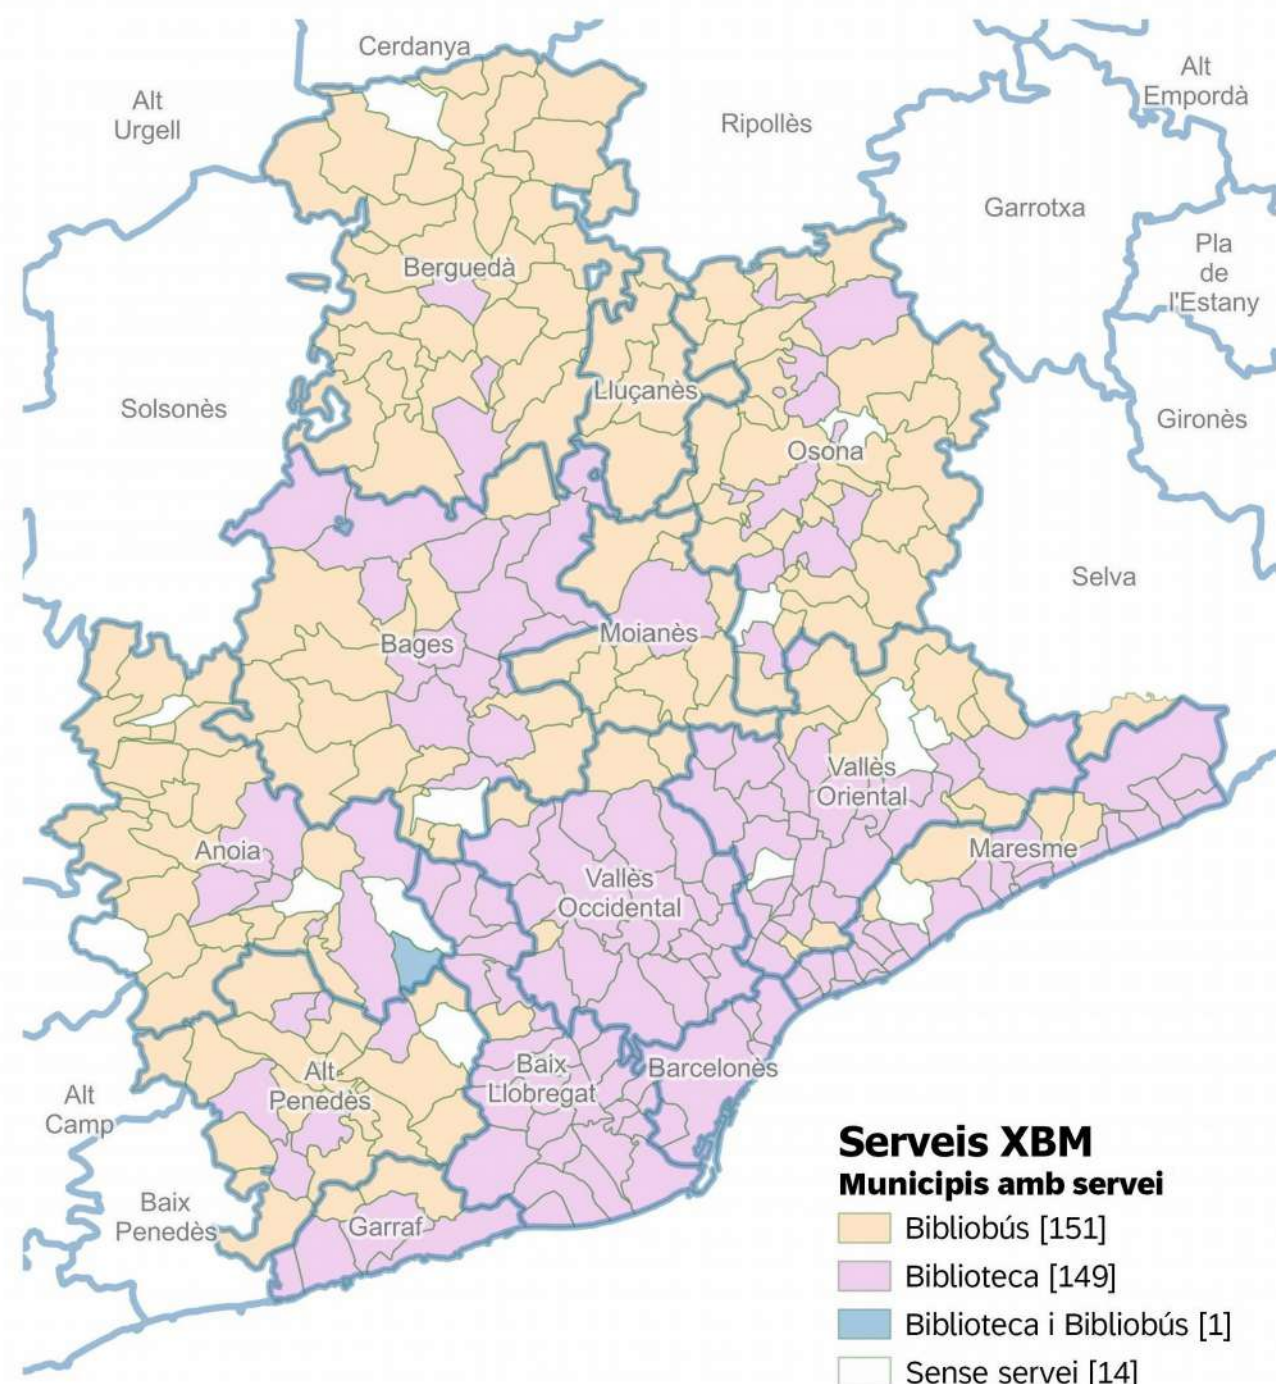 Cerdanya
Alt
Urgell
Alt
Empordà
Ripollès
Garrotxa
Pla
de
l'Estany
Berguedà
Solsonès
Lluçanès
Gironès
Osona
Selva
Bages
Moianès
Vallès
Oriental
Anoia
Maresme
Vallès
Occidental
Alt
Penedès
Baix
Llobregat
Barcelonès
Alt
Camp
Baix
Penedès
Garraf
Serveis XBM
Municipis amb servei
Bibliobús [151]
Biblioteca [149]
Biblioteca i Bibliobús [1]
Sense servei [14]